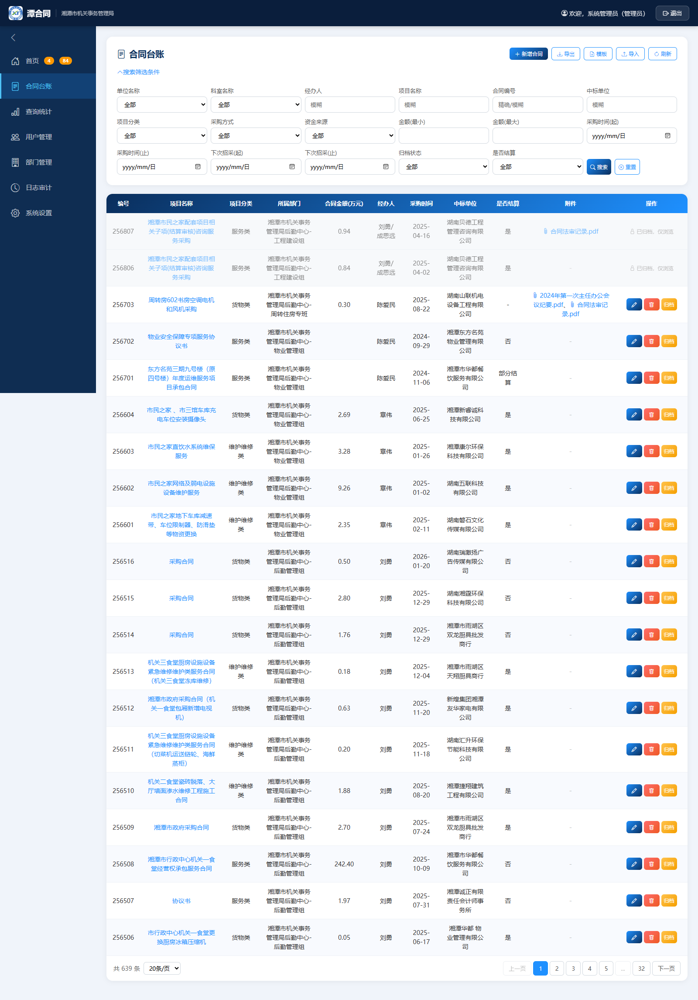 潭合同 湘潭市机关事务管理局 欢迎，系统管理员（管理员） 退出
首页 4 84
合同台账
查询统计
用户管理
部门管理
日志审计
系统设置
合同台账 新增合同 导出 模板 导入 刷新
搜索筛选条件
单位名称 科室名称 经办人 项目名称 合同编号 中标单位
全部 全部 模糊 模糊 精确/模糊 模糊
项目分类 采购方式 资金来源 金额(最小) 金额(最大) 采购时间(起)
全部 全部 全部 yyyy/mm/日
采购时间(止) 下次招采(起) 下次招采(止) 归档状态 是否结算
yyyy/mm/日 yyyy/mm/日 yyyy/mm/日 全部 全部 搜索 重置
编号 项目名称 项目分类 所属部门 合同金额(万元) 经办人 采购时间 中标单位 是否结算 附件 操作
256807 湘潭市民之家配套项目相关子项(结算审核)咨询服务采购 服务类 湘潭市机关事务管理局后勤中心-工程建设组 0.94 刘勇/成思远 2025-04-16 湖南贝德工程管理咨询有限公司 是 合同法审记录.pdf 已归档，仅浏览
256806 湘潭市民之家配套项目相关子项(结算审核)咨询服务采购 服务类 湘潭市机关事务管理局后勤中心-工程建设组 0.84 刘勇/成思远 2025-04-02 湖南贝德工程管理咨询有限公司 是 - 已归档，仅浏览
256703 周转房602书房空调电机和风机采购 货物类 湘潭市机关事务管理局后勤中心-周转住房专班 0.30 陈爱民 2025-08-22 湖南山联机电设备工程有限公司 - 2024年第一次主任办公会议纪要.pdf、 合同法审记录.pdf 归档
256702 物业安全保障专项服务协议书 服务类 湘潭市机关事务管理局后勤中心-物业管理组 陈爱民 2024-09-29 湘潭东方名苑物业管理有限公司 否 - 归档
256701 东方名苑三期九号楼（原四号楼）年度运维服务项目承包合同 服务类 湘潭市机关事务管理局后勤中心-物业管理组 陈爱民 2024-11-06 湘潭市华都餐饮服务有限公司 部分结算 - 归档
256604 市民之家 、市三馆车库充电车位安装摄像头 货物类 湘潭市机关事务管理局后勤中心-物业管理组 2.69 章伟 2025-06-25 湘潭新睿诚科技有限公司 是 - 归档
256603 市民之家直饮水系统维保服务 维护维修类 湘潭市机关事务管理局后勤中心-物业管理组 3.28 章伟 2025-01-26 湘潭康尔环保科技有限公司 是 - 归档
256602 市民之家网络及弱电设施设备维护服务 维护维修类 湘潭市机关事务管理局后勤中心-物业管理组 9.26 章伟 2025-01-02 湖南五联科技有限公司 是 - 归档
256601 市民之家地下车库减速带、车位限制器、防滑垫等物资更换 维护维修类 湘潭市机关事务管理局后勤中心-物业管理组 2.35 章伟 2025-02-11 湖南磐石文化传媒有限公司 是 - 归档
256516 采购合同 货物类 湘潭市机关事务管理局后勤中心-后勤管理组 0.50 刘勇 2026-01-20 湖南瑞激扬广告传媒有限公司 否 - 归档
256515 采购合同 货物类 湘潭市机关事务管理局后勤中心-后勤管理组 2.80 刘勇 2025-12-29 湖南湘霆环保科技有限公司 否 - 归档
256514 采购合同 货物类 湘潭市机关事务管理局后勤中心-后勤管理组 1.76 刘勇 2025-12-29 湘潭市雨湖区双龙厨具批发商行 否 - 归档
256513 机关三食堂厨房设施设备紧急维修维护类服务合同（机关三食堂冻库维修） 维护维修类 湘潭市机关事务管理局后勤中心-后勤管理组 0.18 刘勇 2025-12-04 湘潭市雨湖区天翔厨具商行 是 - 归档
256512 湘潭市政府采购合同（机关一食堂包厢新增电视机） 货物类 湘潭市机关事务管理局后勤中心-后勤管理组 0.63 刘勇 2025-11-20 新煌集团湘潭友华家电有限公司 是 - 归档
256511 机关三食堂厨房设施设备紧急维修维护类服务合同（切菜机运送链轮、海鲜蒸柜） 维护维修类 湘潭市机关事务管理局后勤中心-后勤管理组 0.20 刘勇 2025-11-18 湖南汇升环保节能科技有限公司 是 - 归档
256510 机关二食堂瓷砖脱落、大厅墙面渗水维修工程施工合同 维护维修类 湘潭市机关事务管理局后勤中心-后勤管理组 1.88 刘勇 2025-08-20 湘潭捷翔建筑工程有限公司 是 - 归档
256509 湘潭市政府采购合同 货物类 湘潭市机关事务管理局后勤中心-后勤管理组 2.70 刘勇 2025-07-24 湘潭市雨湖区双龙厨具批发商行 是 - 归档
256508 湘潭市行政中心机关一食堂经营权承包服务合同 服务类 湘潭市机关事务管理局后勤中心-后勤管理组 242.40 刘勇 2025-10-09 湘潭市华都餐饮服务有限公司 否 - 归档
256507 协议书 服务类 湘潭市机关事务管理局后勤中心-后勤管理组 1.97 刘勇 2025-07-31 湘潭诚正有限责任会计师事务所 否 - 归档
256506 市行政中心机关一食堂更换厨房冰箱压缩机 货物类 湘潭市机关事务管理局后勤中心-后勤管理组 0.05 刘勇 2025-06-17 湘潭华都 物业管理有限公司 是 - 归档
共 639 条 20条/页 上一页 1 2 3 4 5 ... 32 下一页